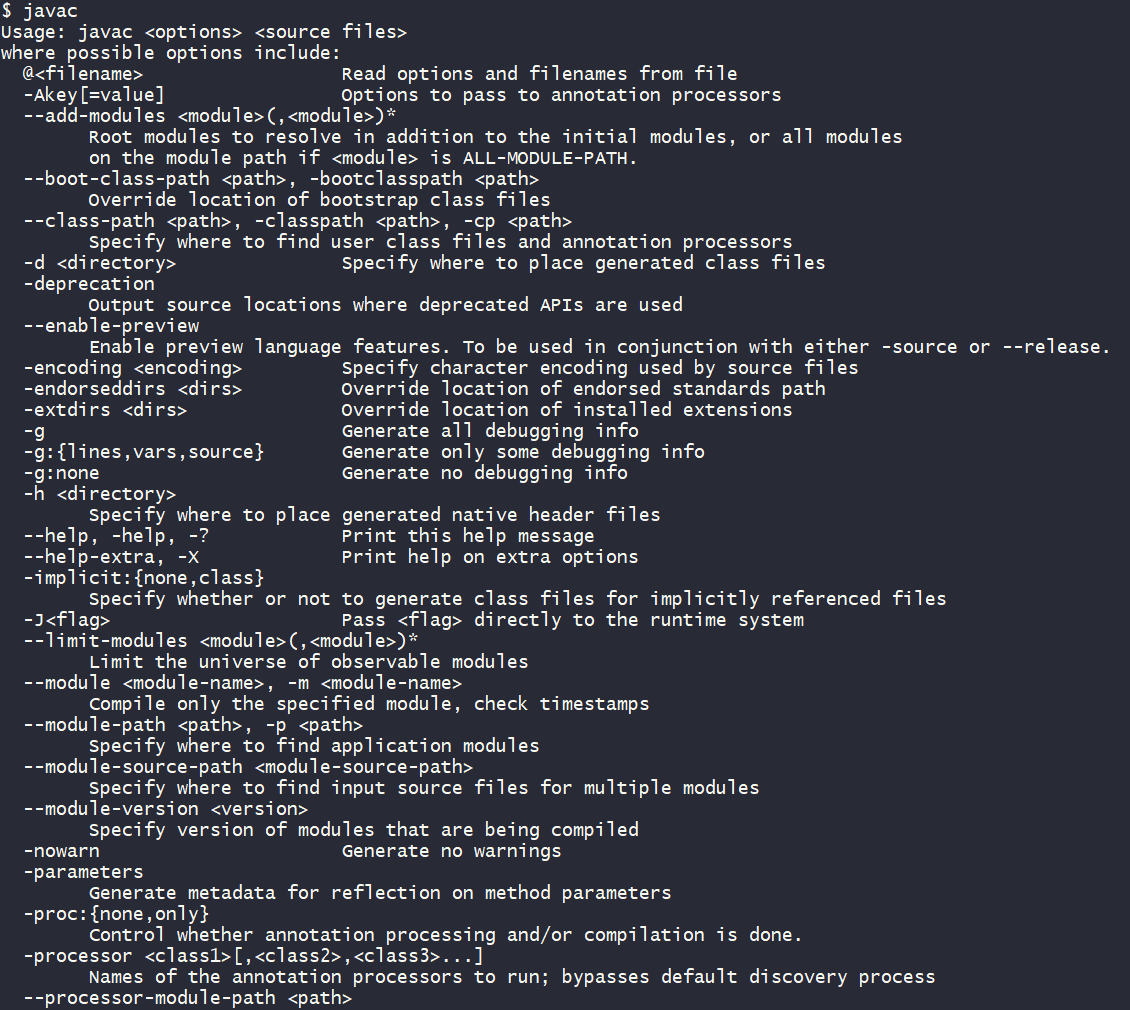 $ javac
Usage: javac <options> <source files>
where possible options include:
  @<filename>                  Read options and filenames from file
  -Akey[=value]                Options to pass to annotation processors
  --add-modules <module>(,<module>)*
        Root modules to resolve in addition to the initial modules, or all modules
        on the module path if <module> is ALL-MODULE-PATH.
  --boot-class-path <path>, -bootclasspath <path>
        Override location of bootstrap class files
  --class-path <path>, -classpath <path>, -cp <path>
        Specify where to find user class files and annotation processors
  -d <directory>               Specify where to place generated class files
  -deprecation
        Output source locations where deprecated APIs are used
  --enable-preview
        Enable preview language features. To be used in conjunction with either -source or --release.
  -encoding <encoding>         Specify character encoding used by source files
  -endorseddirs <dirs>         Override location of endorsed standards path
  -extdirs <dirs>              Override location of installed extensions
  -g                           Generate all debugging info
  -g:{lines,vars,source}       Generate only some debugging info
  -g:none                      Generate no debugging info
  -h <directory>
        Specify where to place generated native header files
  --help, -help, -?            Print this help message
  --help-extra, -X             Print help on extra options
  -implicit:{none,class}
        Specify whether or not to generate class files for implicitly referenced files
  -J<flag>                     Pass <flag> directly to the runtime system
  --limit-modules <module>(,<module>)*
        Limit the universe of observable modules
  --module <module-name>, -m <module-name>
        Compile only the specified module, check timestamps
  --module-path <path>, -p <path>
        Specify where to find application modules
  --module-source-path <module-source-path>
        Specify where to find input source files for multiple modules
  --module-version <version>
        Specify version of modules that are being compiled
  -nowarn                      Generate no warnings
  -parameters
        Generate metadata for reflection on method parameters
  -proc:{none,only}
        Control whether annotation processing and/or compilation is done.
  -processor <class1>[,<class2>,<class3>...]
        Names of the annotation processors to run; bypasses default discovery process
  --processor-module-path <path>